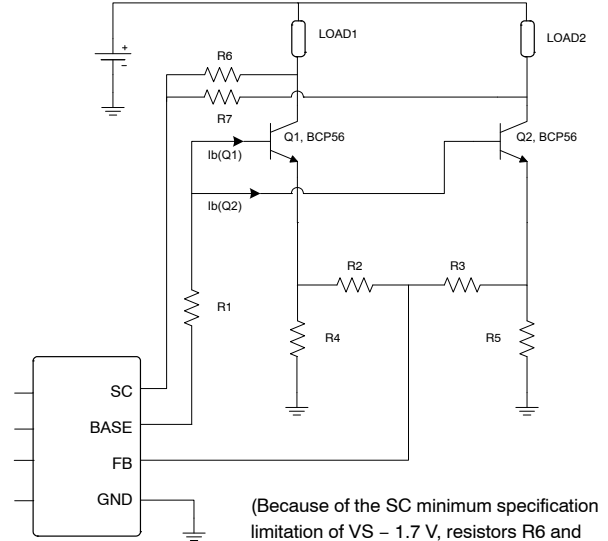 LOAD1
LOAD2
+
−
R6
R7
Q1, BCP56
Q2, BCP56
Ib(Q1)
Ib(Q2)
R2
R3
R1
R4
R5
SC
BASE
FB
GND
(Because of the SC minimum specification
limitation of VS − 1.7 V, resistors R6 and